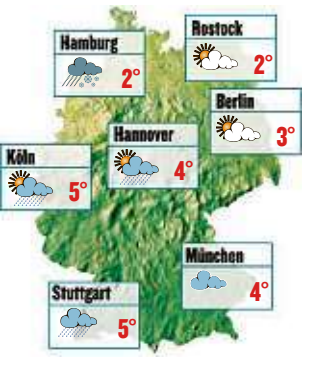 Rostock
2°
Hamburg
2°
Berlin
3°
Hannover
4°
Köln
5°
München
4°
Stuttgart
5°